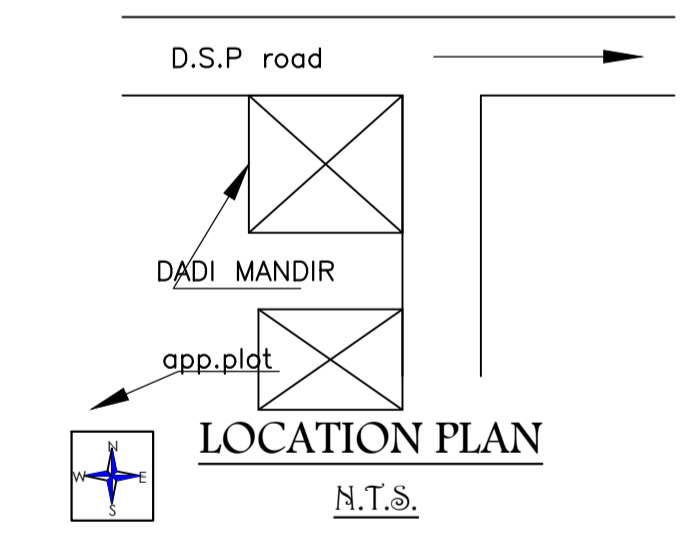 D.S.P road
DADI MANDIR
app.plot
LOCATION PLAN
N.T.S.
N
W E
S